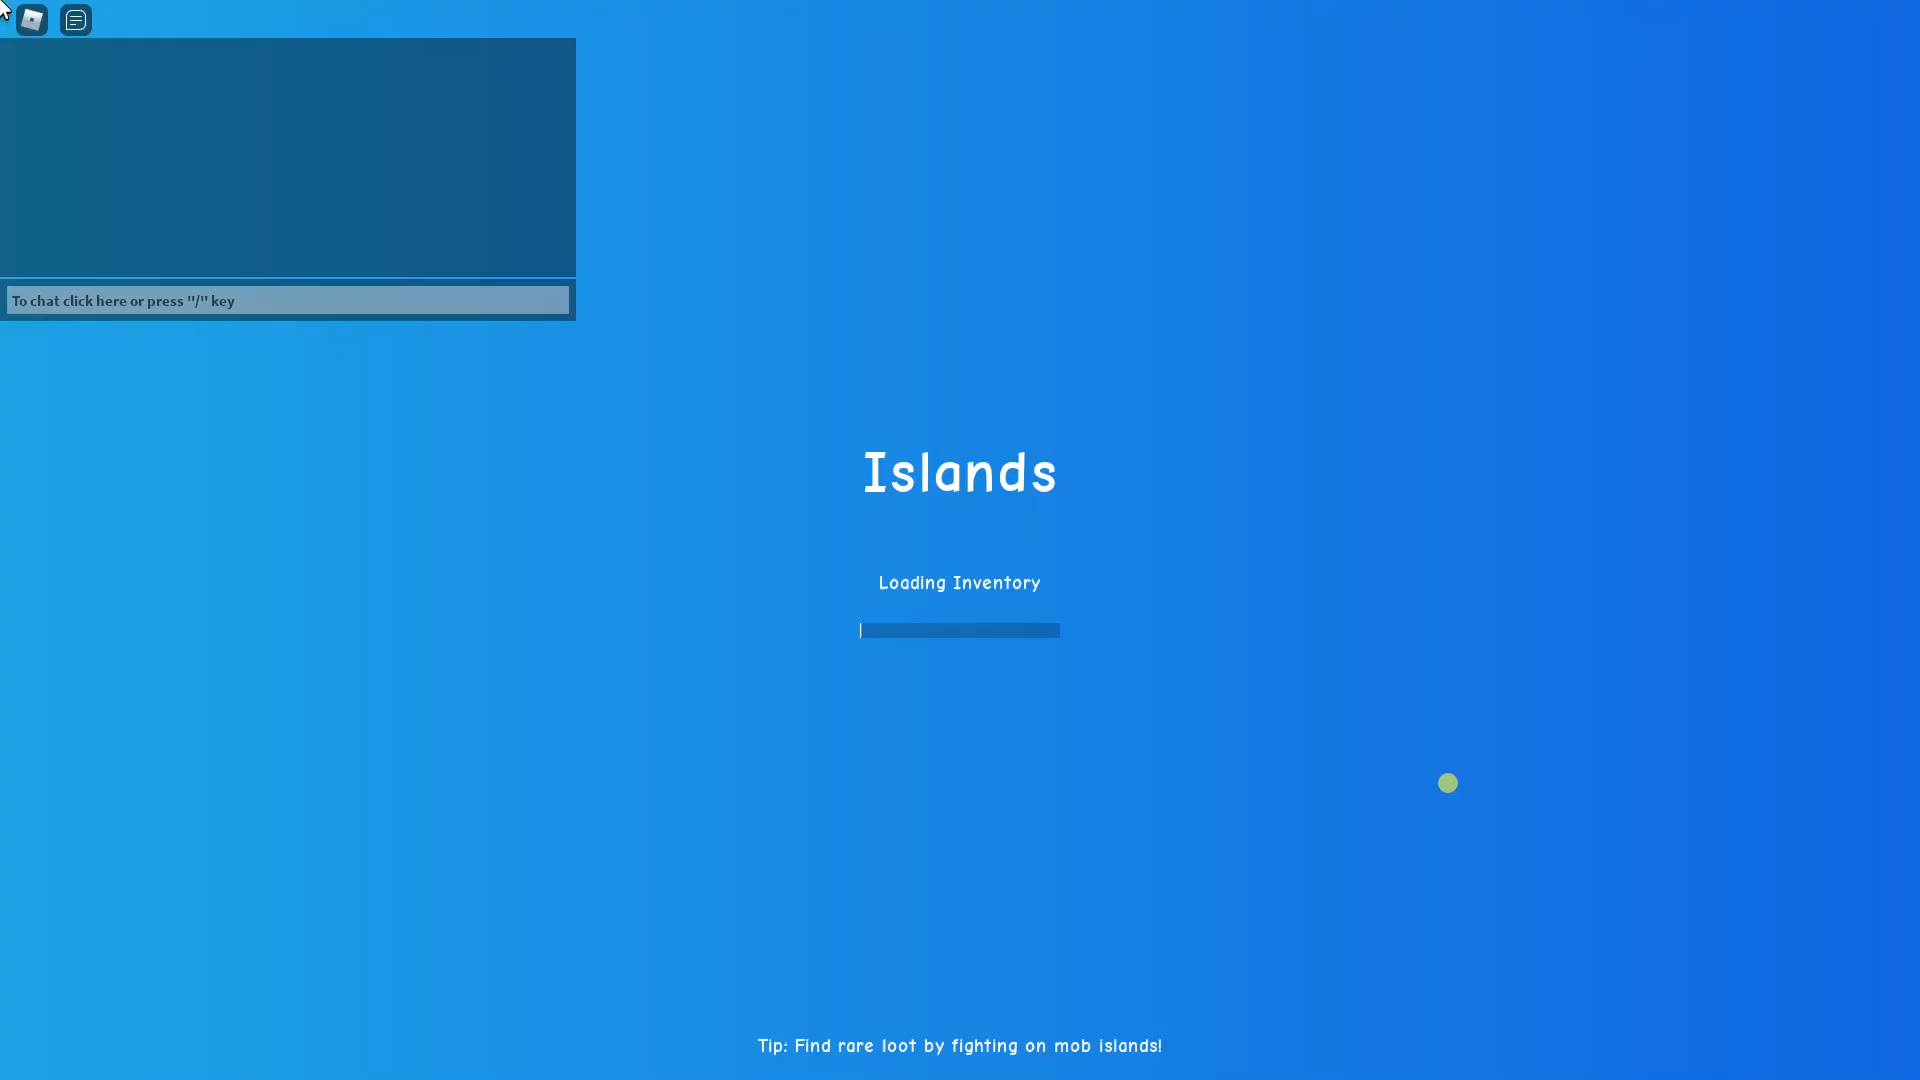 To chat click here or press "/" key
Islands
Loading Inventory
Tip: Find rare loot by fighting on mob islands!